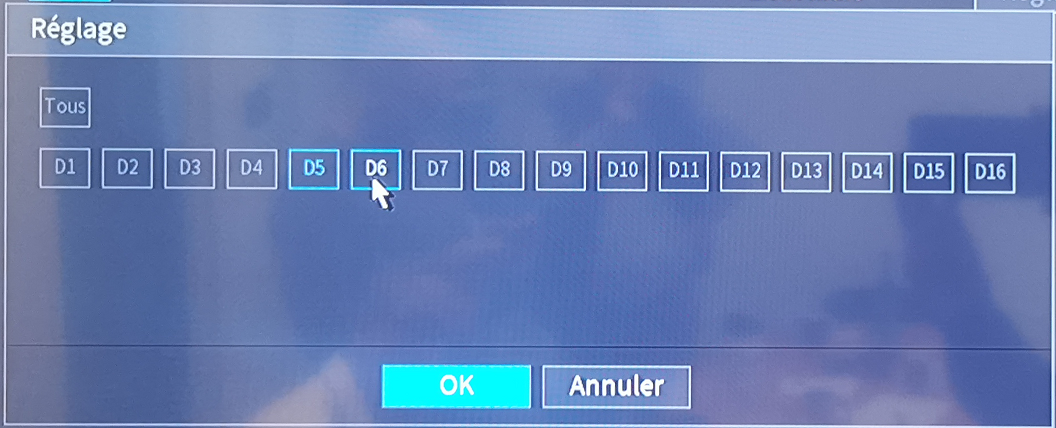 Réglage
Tous
D1 D2 D3 D4 D5 D6 D7 D8 D9 D10 D11 D12 D13 D14 D15 D16
OK Annuler